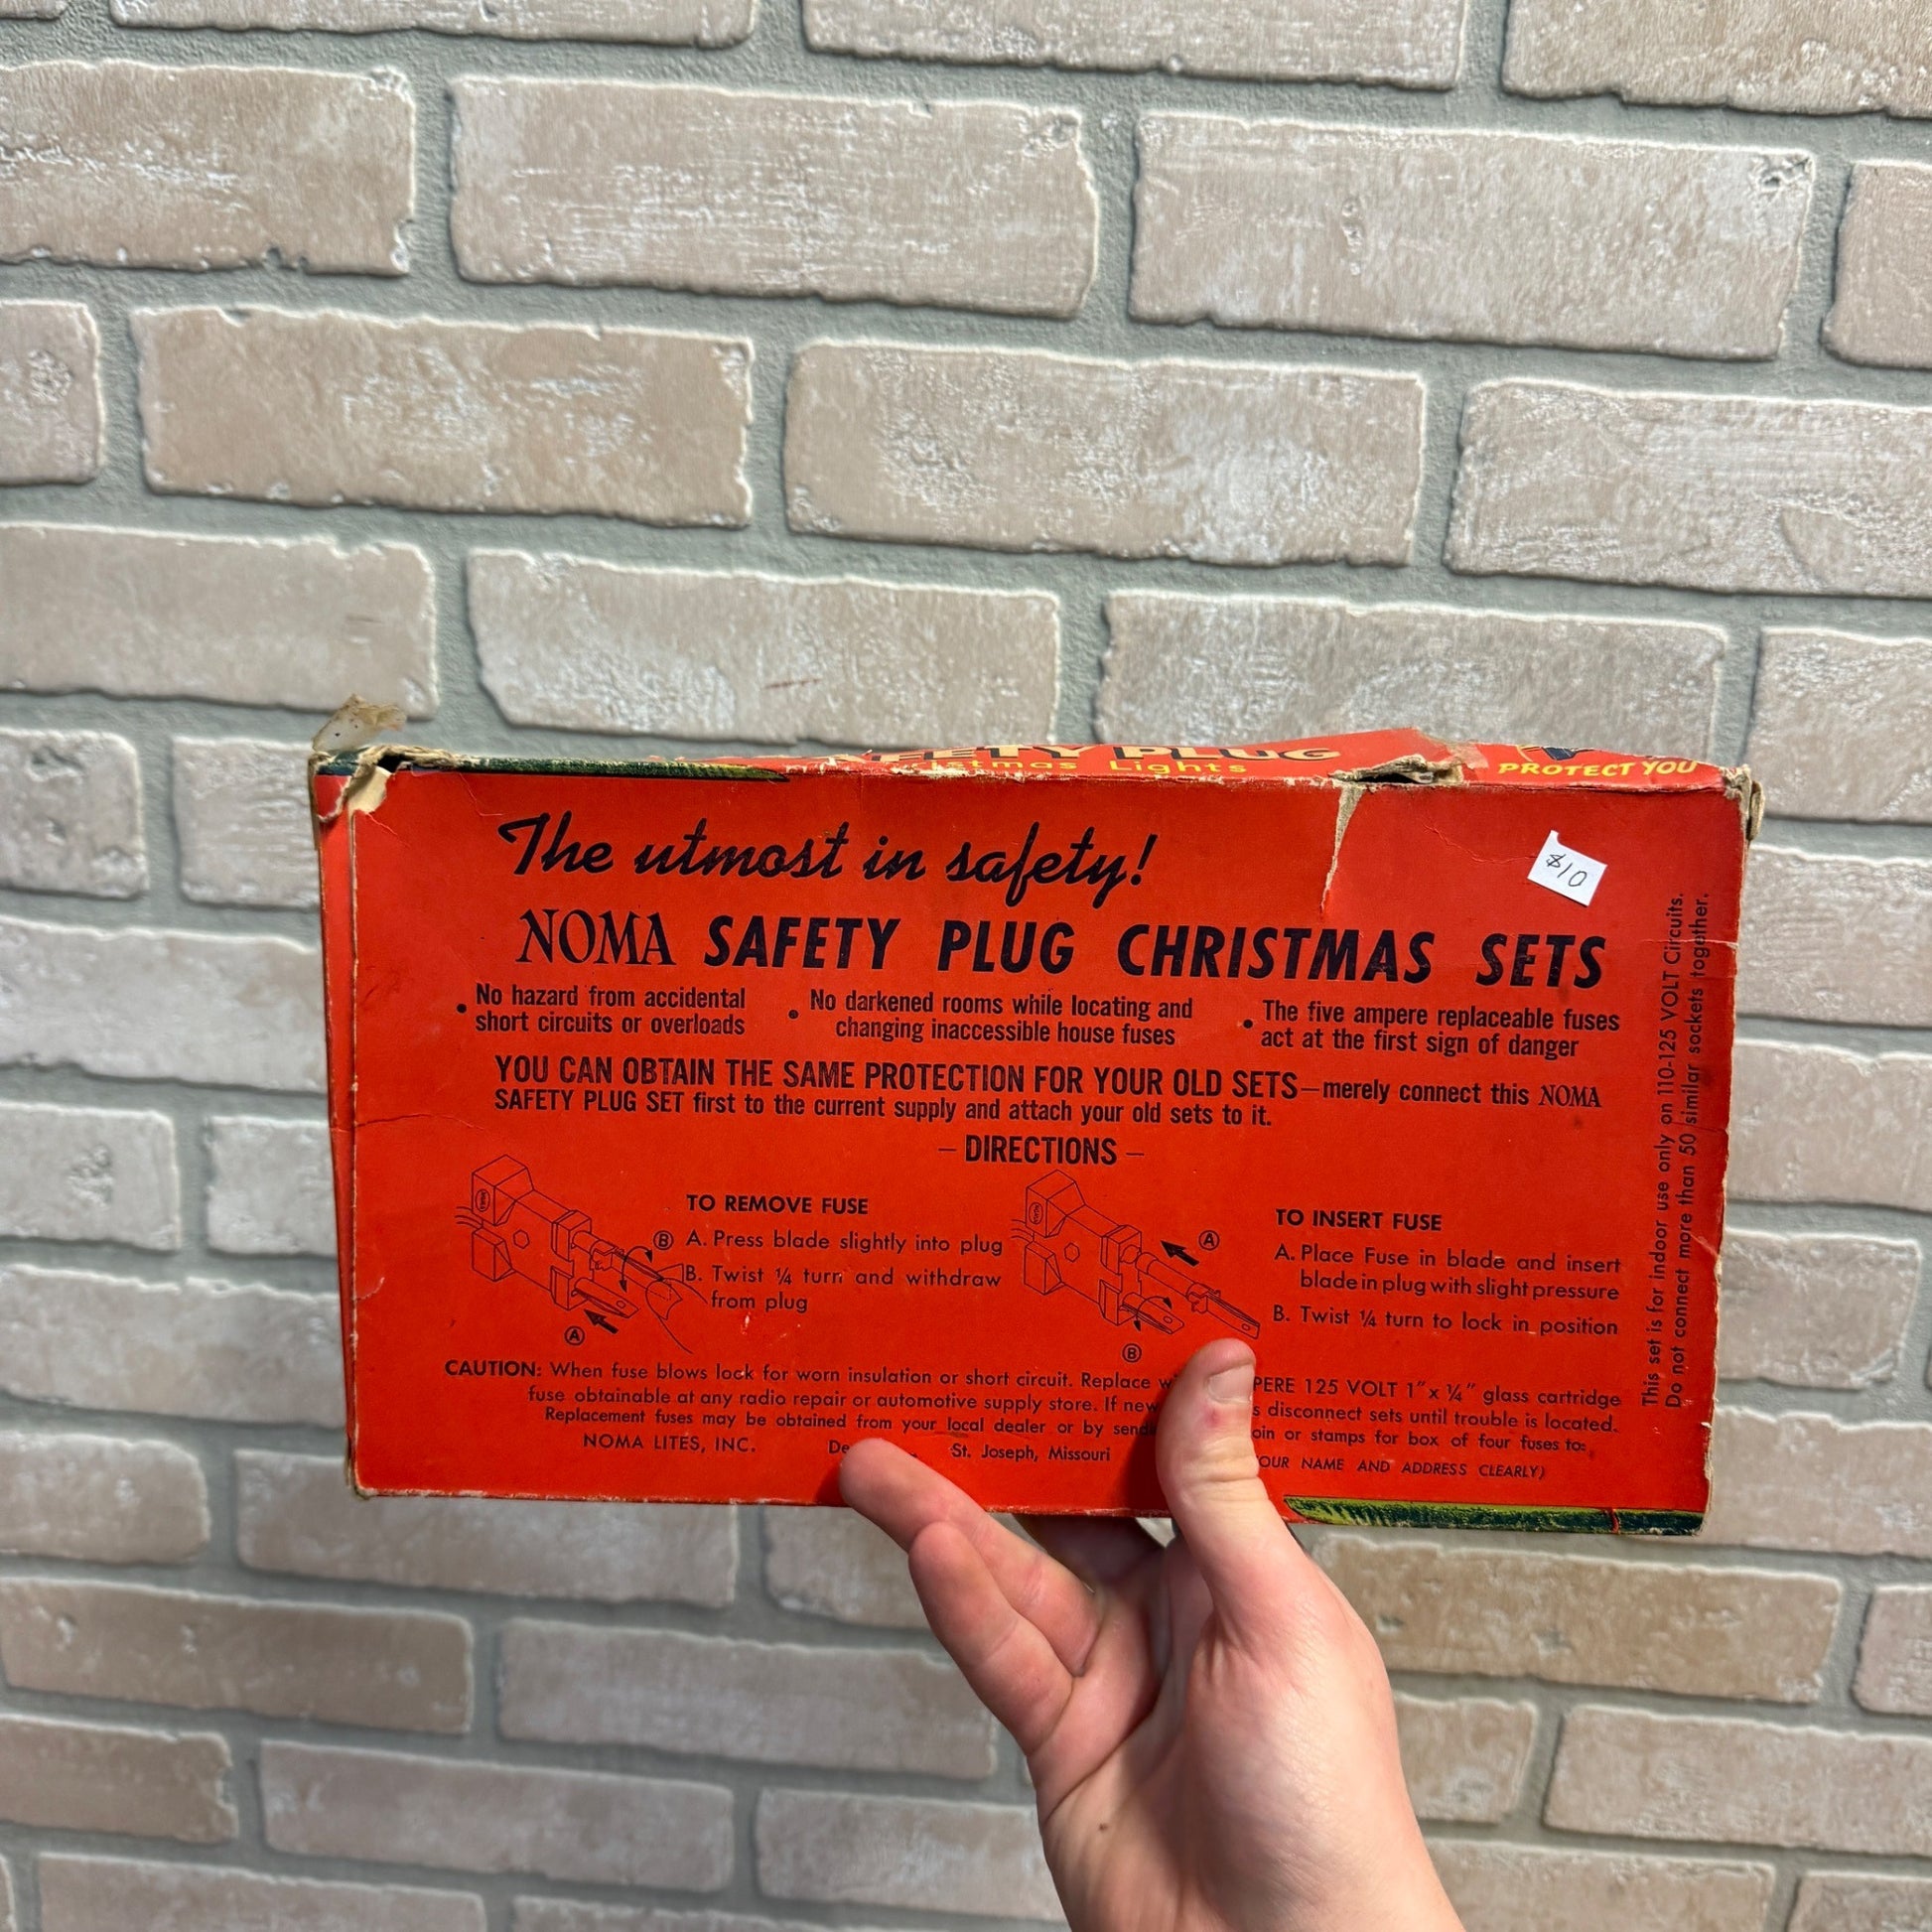 SAFETY PLUG
Christmas Lights
PROTECT YOU
The utmost in safety!
$10
NOMA SAFETY PLUG CHRISTMAS SETS
• No hazard from accidental
short circuits or overloads
• No darkened rooms while locating and
changing inaccessible house fuses
• The five ampere replaceable fuses
act at the first sign of danger
YOU CAN OBTAIN THE SAME PROTECTION FOR YOUR OLD SETS—merely connect this NOMA
SAFETY PLUG SET first to the current supply and attach your old sets to it.
– DIRECTIONS –
TO REMOVE FUSE
A. Press blade slightly into plug
B. Twist ¼ turn and withdraw
from plug
B
A
TO INSERT FUSE
A. Place Fuse in blade and insert
blade in plug with slight pressure
B. Twist ¼ turn to lock in position
A
B
CAUTION: When fuse blows look for worn insulation or short circuit. Replace PERE 125 VOLT 1" x ¼" glass cartridge
fuse obtainable at any radio repair or automotive supply store. If new disconnect sets until trouble is located.
Replacement fuses may be obtained from your local dealer or by oin or stamps for box of four fuses to:
NOMA LITES, INC. St. Joseph, Missouri OUR NAME AND ADDRESS CLEARLY)
This set is for indoor use only on 110-125 VOLT Circuits.
Do not connect more than 50 similar sockets together.